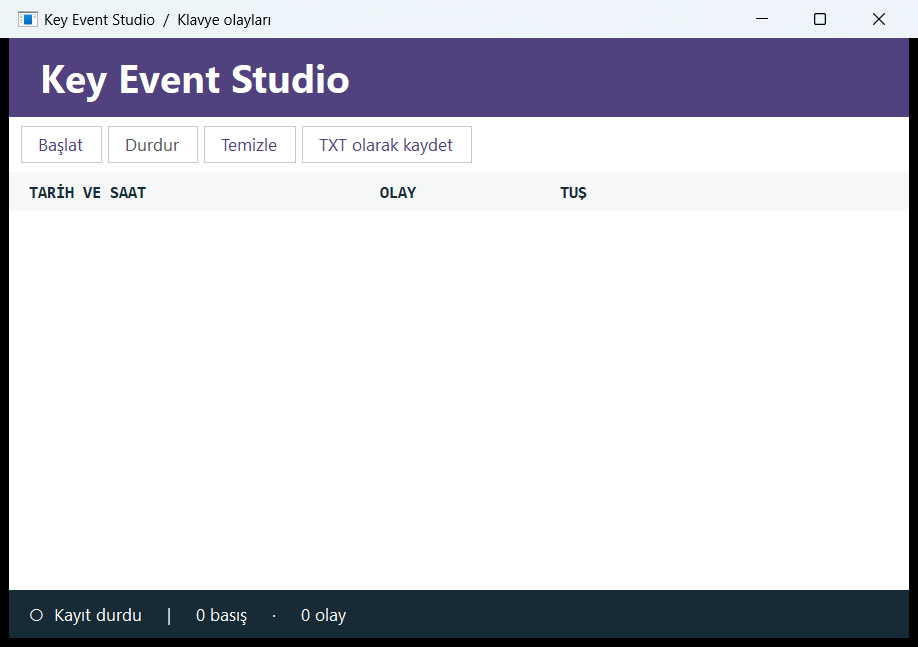 Key Event Studio / Klavye olayları
Key Event Studio
Başlat Durdur Temizle TXT olarak kaydet
TARİH VE SAAT OLAY TUŞ
Kayıt durdu | 0 basış · 0 olay